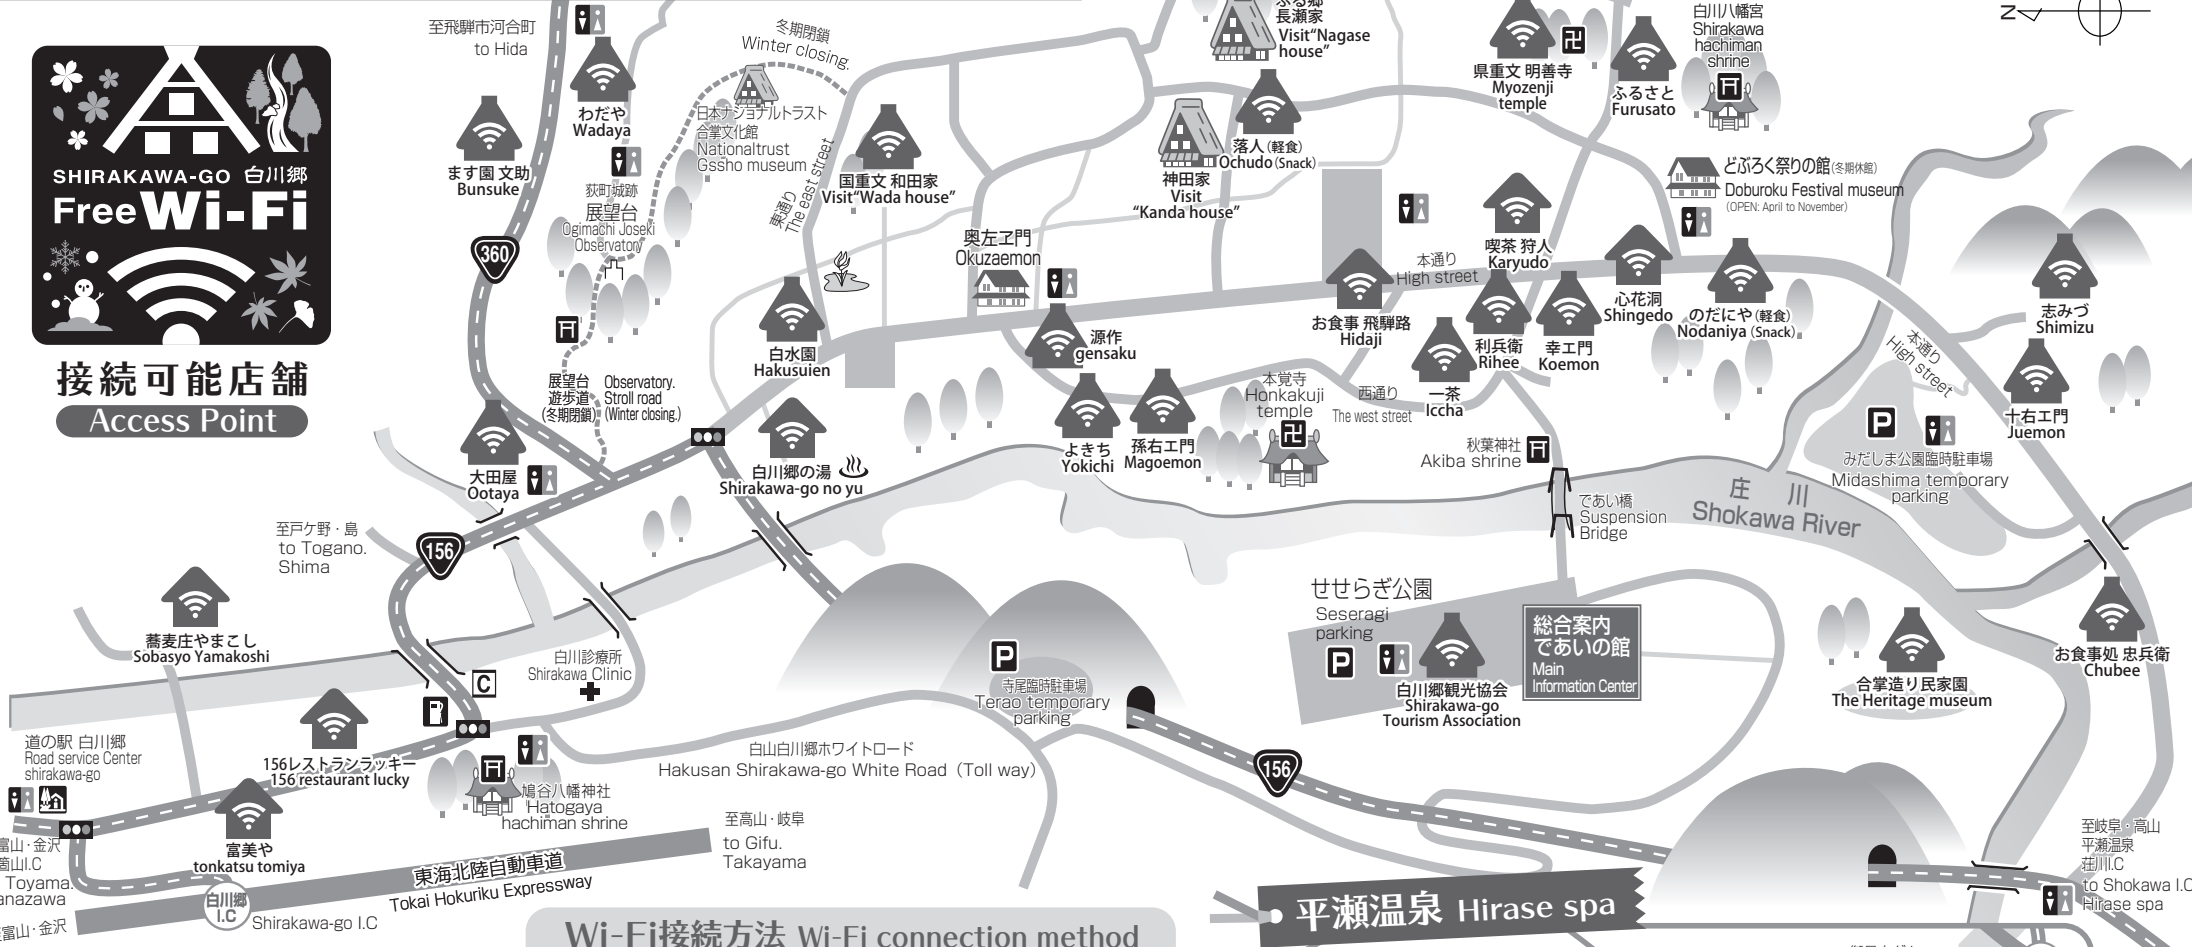 SHIRAKAWA-GO 白川郷
Free Wi-Fi
接続可能店舗
Access Point
至飛騨市河合町
to Hida
わだや
Wadaya
ます園 文助
Bunsuke
360
荻町城跡
展望台
Ogimachi Joseki
Observatory
冬期閉鎖
Winter closing.
日本ナショナルトラスト
合掌文化館
Nationaltrust
Gssho museum
東通り
The east street
国重文 和田家
Visit“Wada house”
長瀬家
Visit“Nagase
house”
神田家
Visit
“Kanda house”
落人(軽食)
Ochudo(Snack)
県重文 明善寺
Myozenji
temple
ふるさと
Furusato
白川八幡宮
Shirakawa
hachiman
shrine
N
どぶろく祭りの館(冬期休館)
Doburoku Festival museum
(OPEN: April to November)
奥左ヱ門
Okuzaemon
喫茶 狩人
Karyudo
本通り
High street
心花洞
Shingedo
のだにや(軽食)
Nodaniya(Snack)
志みづ
Shimizu
本通り
High street
十右エ門
Juemon
白水園
Hakusuien
源作
gensaku
お食事 飛騨路
Hidaji
利兵衛
Rihee
幸エ門
Koemon
一茶
Iccha
西通り
The west street
よきち
Yokichi
孫右エ門
Magoemon
本覚寺
Honkakuji
temple
秋葉神社
Akiba shrine
であい橋
Suspension
Bridge
庄川
Shokawa River
P
みだしま公園臨時駐車場
Midashima temporary
parking
展望台
遊歩道
(冬期閉鎖)
Observatory.
Stroll road
(Winter closing.)
大田屋
Ootaya
白川郷の湯
Shirakawa-go no yu
至戸ケ野・島
to Togano.
Shima
156
蕎麦庄やまこし
Sobasyo Yamakoshi
白川診療所
Shirakawa Clinic
C
P
寺尾臨時駐車場
Terao temporary
parking
せせらぎ公園
Seseragi
parking
P
白川郷観光協会
Shirakawa-go
Tourism Association
総合案内
であいの館
Main
Information Center
合掌造り民家園
The Heritage museum
お食事処 忠兵衛
Chubee
道の駅 白川郷
Road service Center
shirakawa-go
156レストランラッキー
156 restaurant lucky
鳩谷八幡神社
Hatogaya
hachiman shrine
白山白川郷ホワイトロード
Hakusan Shirakawa-go White Road（Toll way）
156
富美や
tonkatsu tomiya
至高山・岐阜
to Gifu.
Takayama
東海北陸自動車道
Tokai Hokuriku Expressway
白川郷
I.C
Shirakawa-go I.C
富山・金沢
Toyama.
anazawa
富山・金沢
至岐阜・高山
平瀬温泉
荘川I.C
to Shokawa I.C
Hirase spa
平瀬温泉 Hirase spa
Wi-Fi接続方法 Wi-Fi connection method